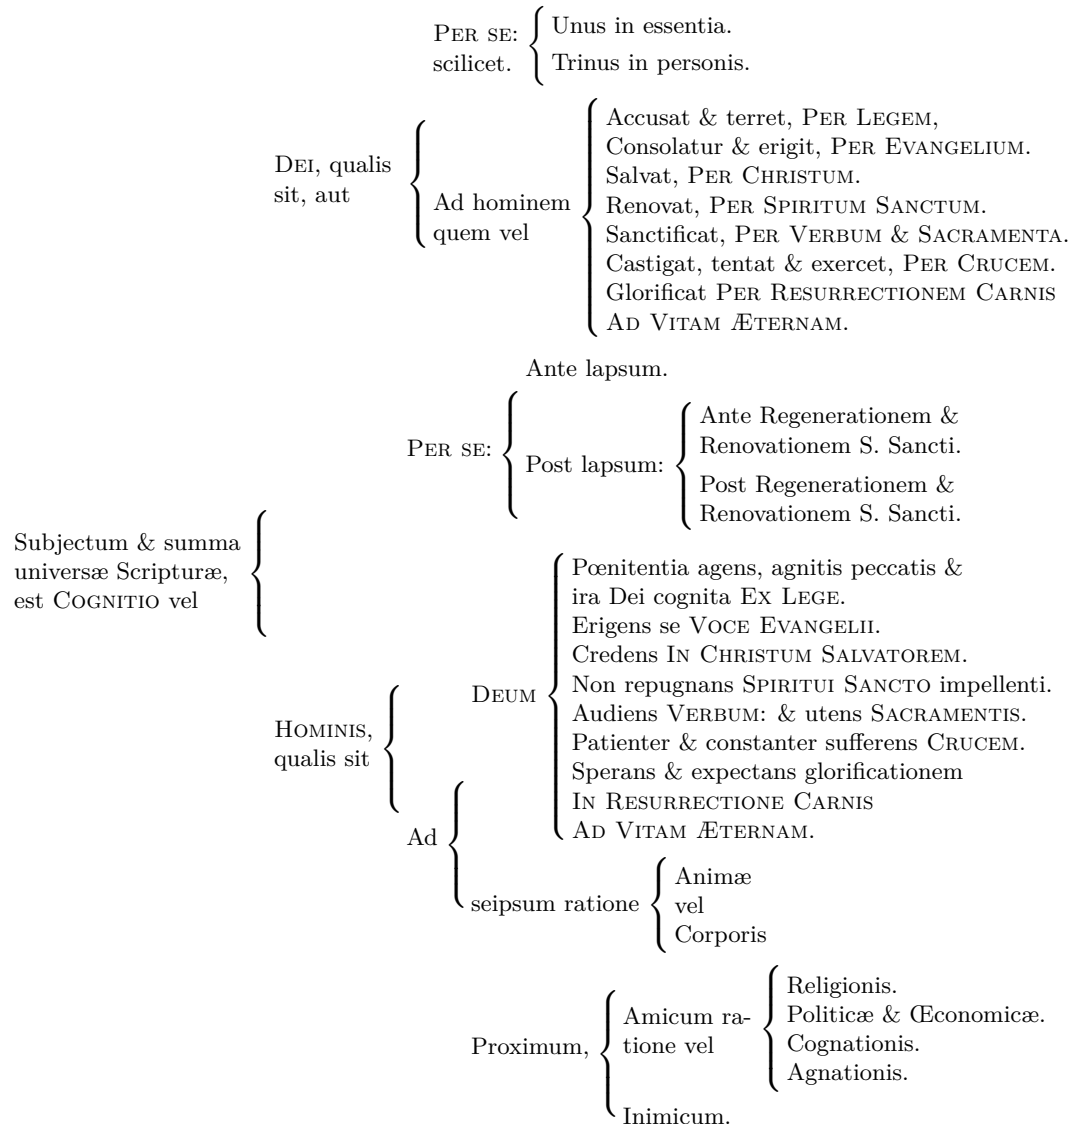 PER SE:
scilicet.
Unus in essentia.
Trinus in personis.
DEI, qualis
sit, aut
Ad hominem
quem vel
Accusat & terret, PER LEGEM,
Consolatur & erigit, PER EVANGELIUM.
Salvat, PER CHRISTUM.
Renovat, PER SPIRITUM SANCTUM.
Sanctificat, PER VERBUM & SACRAMENTA.
Castigat, tentat & exercet, PER CRUCEM.
Glorificat PER RESURRECTIONEM CARNIS
AD VITAM ÆTERNAM.
PER SE:
Ante lapsum.
Post lapsum:
Ante Regenerationem &
Renovationem S. Sancti.
Post Regenerationem &
Renovationem S. Sancti.
Subjectum & summa
universæ Scripturæ,
est COGNITIO vel
HOMINIS,
qualis sit
Ad
DEUM
Pœnitentia agens, agnitis peccatis &
ira Dei cognita EX LEGE.
Erigens se VOCE EVANGELII.
Credens IN CHRISTUM SALVATOREM.
Non repugnans SPIRITUI SANCTO impellenti.
Audiens VERBUM: & utens SACRAMENTIS.
Patienter & constanter sufferens CRUCEM.
Sperans & expectans glorificationem
IN RESURRECTIONE CARNIS
AD VITAM ÆTERNAM.
seipsum ratione
Animæ
vel
Corporis
Proximum,
Amicum ra-
tione vel
Religionis.
Politicæ & Œconomicæ.
Cognationis.
Agnationis.
Inimicum.